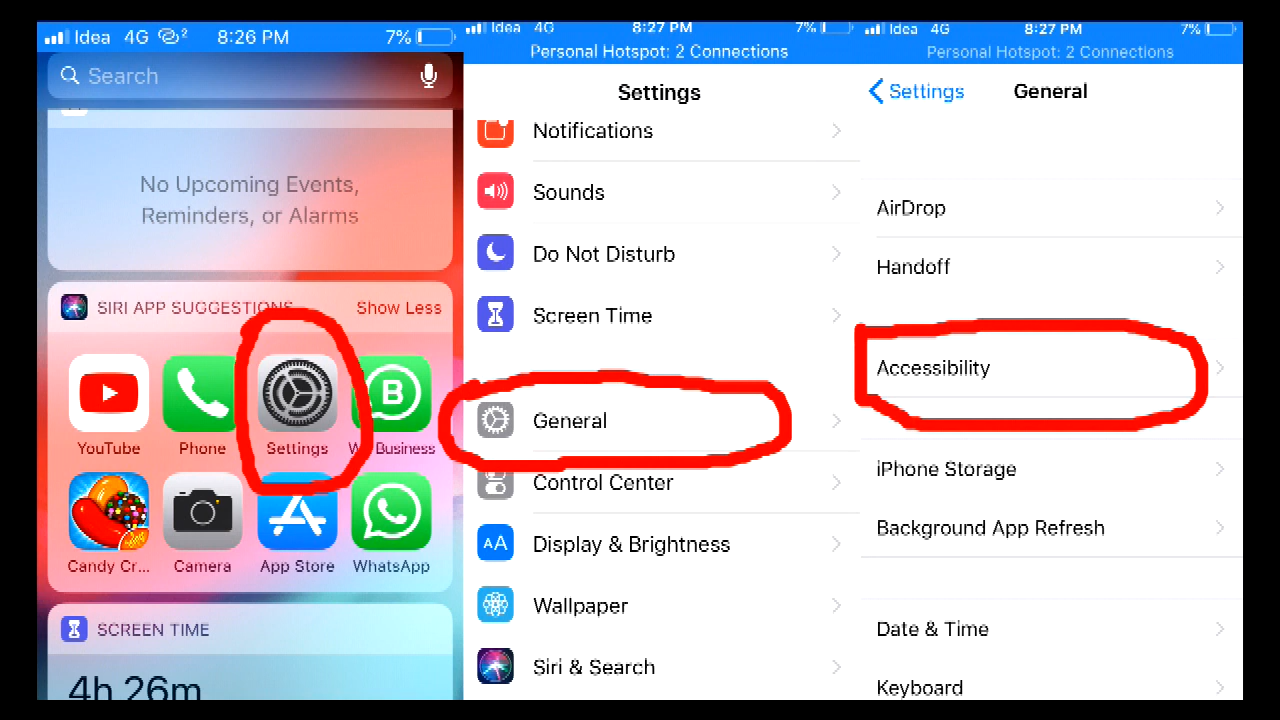 Idea 4G 2 8:26 PM 7%
Search
No Upcoming Events,
Reminders, or Alarms
SIRI APP SUGGESTIONS Show Less
B
YouTube Phone Settings W Business
Candy Cr... Camera App Store WhatsApp
SCREEN TIME
4h 26m
Idea 4G 8:27 PM 7%
Personal Hotspot: 2 Connections
Settings
Notifications
Sounds
Do Not Disturb
Screen Time
General
Control Center
AA Display & Brightness
Wallpaper
Siri & Search
Idea 4G 8:27 PM 7%
Personal Hotspot: 2 Connections
Settings General
AirDrop
Handoff
Accessibility
iPhone Storage
Background App Refresh
Date & Time
Keyboard